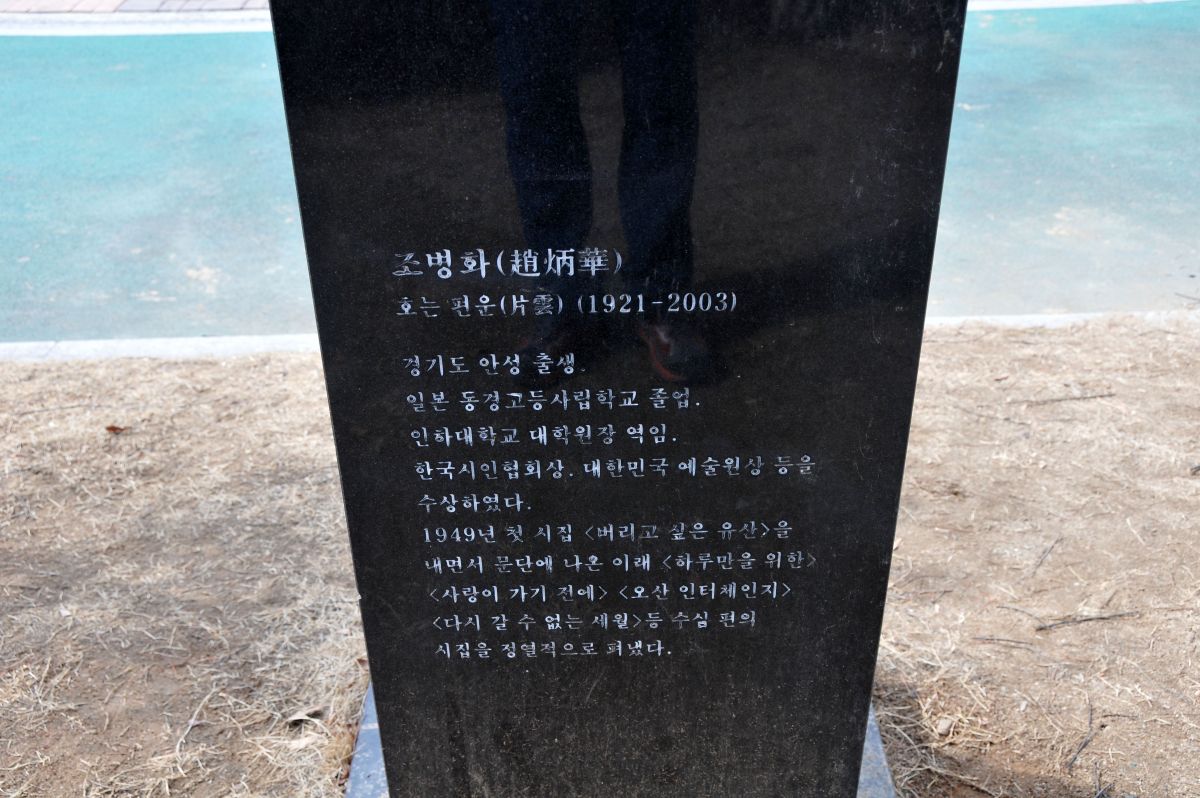 조병화(趙炳華)
호는 편운(片雲) (1921-2003)
경기도 안성 출생.
일본 동경고등사립학교 졸업.
인하대학교 대학원장 역임.
한국시인협회상. 대한민국 예술원상 등을
수상하였다.
1949년 첫 시집 <버리고 싶은 유산>을
내면서 문단에 나온 이래 <하루만을 위한>
<사랑이 가기 전에> <오산 인터체인지>
<다시 갈 수 없는 세월>등 수십 편의
시집을 정열적으로 펴냈다.